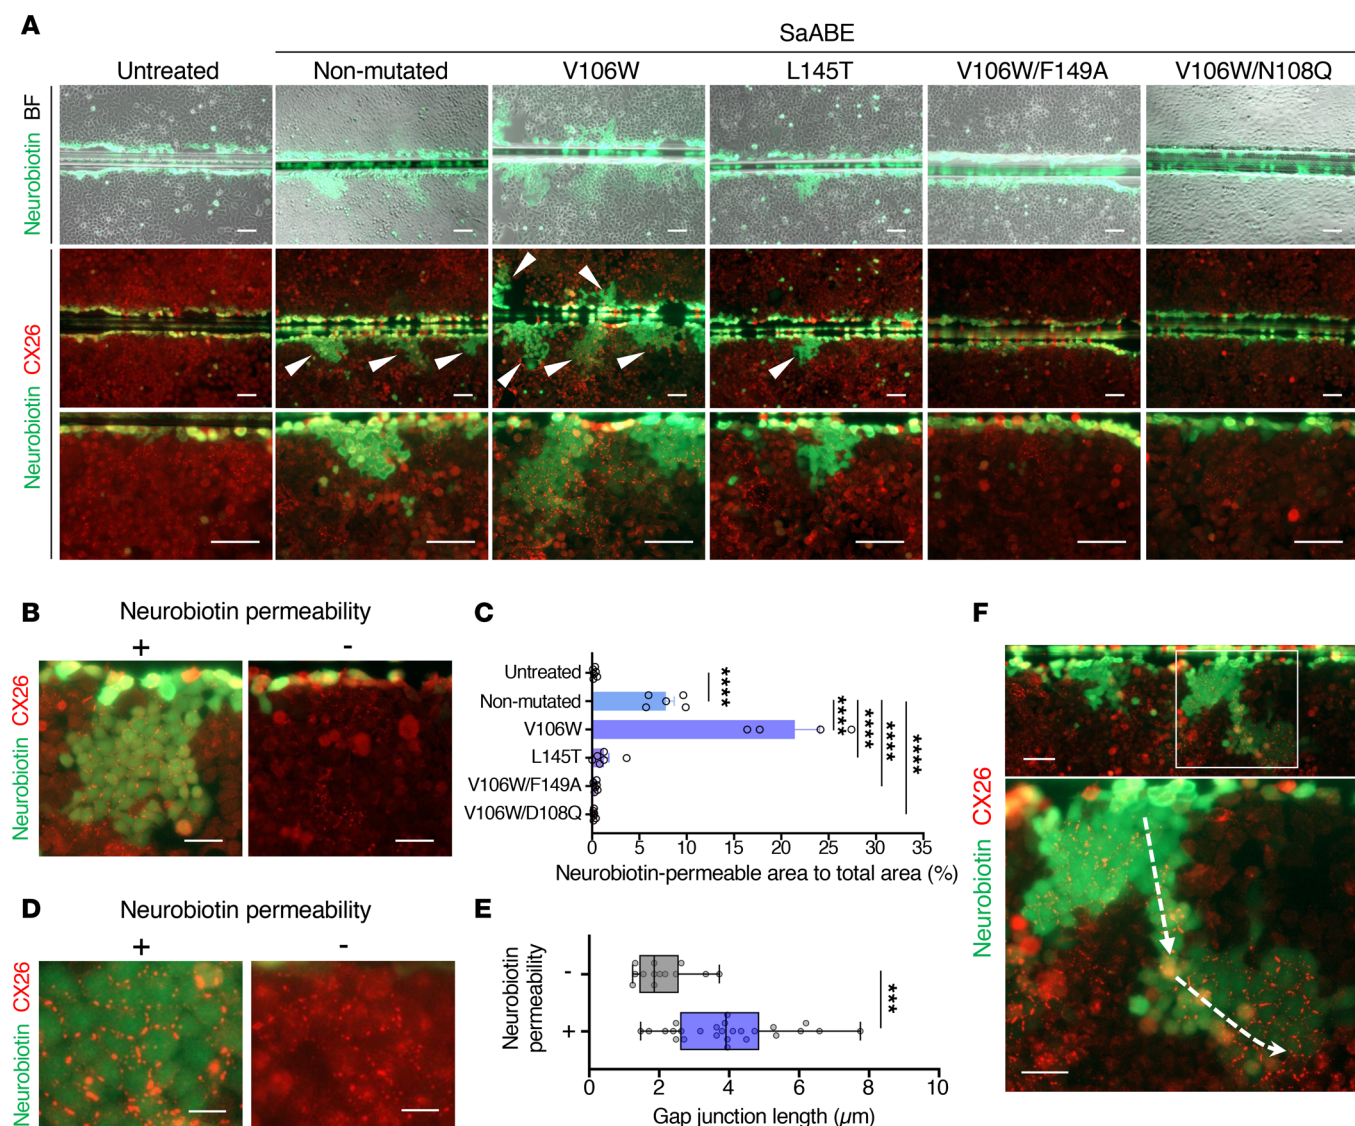 A
SaABE
Untreated
Non-mutated
V106W
L145T
V106W/F149A
V106W/N108Q
Neurobiotin BF
Neurobiotin CX26
B
Neurobiotin permeability
+
-
Neurobiotin CX26
C
Untreated
Non-mutated
V106W
L145T
V106W/F149A
V106W/D108Q
****
****
****
****
****
0 5 10 15 20 25 30 35
Neurobiotin-permeable area to total area (%)
D
Neurobiotin permeability
+
-
Neurobiotin CX26
E
Neurobiotin
permeability
-
+
***
0 2 4 6 8 10
Gap junction length (µm)
F
Neurobiotin CX26